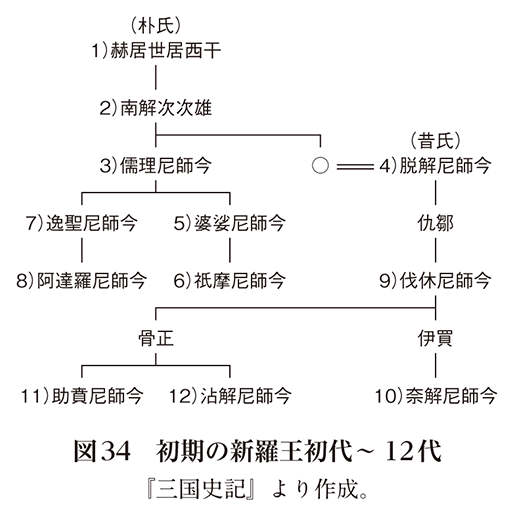 （朴氏）
1）赫居世居西干
2）南解次次雄
（昔氏）
3）儒理尼師今
○
4）脱解尼師今
7）逸聖尼師今
5）婆娑尼師今
仇鄒
8）阿達羅尼師今
6）祇摩尼師今
9）伐休尼師今
骨正
伊買
11）助賁尼師今
12）沾解尼師今
10）奈解尼師今
図34　初期の新羅王初代～12代
『三国史記』より作成。